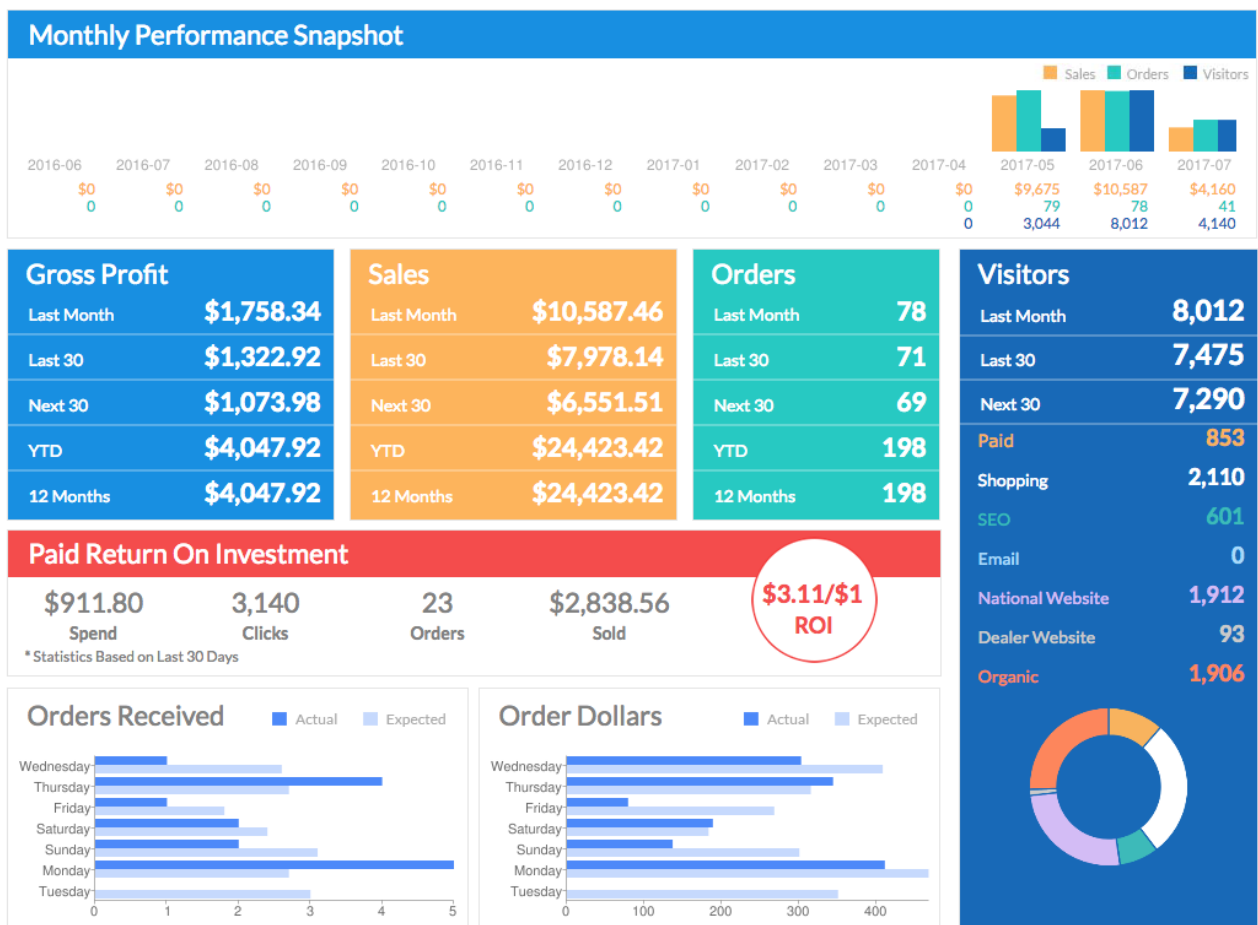 Monthly Performance Snapshot
Sales Orders Visitors
2016-06 2016-07 2016-08 2016-09 2016-10 2016-11 2016-12 2017-01 2017-02 2017-03 2017-04 2017-05 2017-06 2017-07
$0 $0 $0 $0 $0 $0 $0 $0 $0 $0 $0 $9,675 $10,587 $4,160
0 0 0 0 0 0 0 0 0 0 0 79 78 41
0 3,044 8,012 4,140
Gross Profit
Last Month $1,758.34
Last 30 $1,322.92
Next 30 $1,073.98
YTD $4,047.92
12 Months $4,047.92
Sales
Last Month $10,587.46
Last 30 $7,978.14
Next 30 $6,551.51
YTD $24,423.42
12 Months $24,423.42
Orders
Last Month 78
Last 30 71
Next 30 69
YTD 198
12 Months 198
Visitors
Last Month 8,012
Last 30 7,475
Next 30 7,290
Paid 853
Shopping 2,110
SEO 601
Email 0
National Website 1,912
Dealer Website 93
Organic 1,906
Paid Return On Investment
$911.80 3,140 23 $2,838.56
Spend Clicks Orders Sold
* Statistics Based on Last 30 Days
$3.11/$1
ROI
Orders Received
Actual Expected
Wednesday
Thursday
Friday
Saturday
Sunday
Monday
Tuesday
0 1 2 3 4 5
Order Dollars
Actual Expected
Wednesday
Thursday
Friday
Saturday
Sunday
Monday
Tuesday
0 100 200 300 400